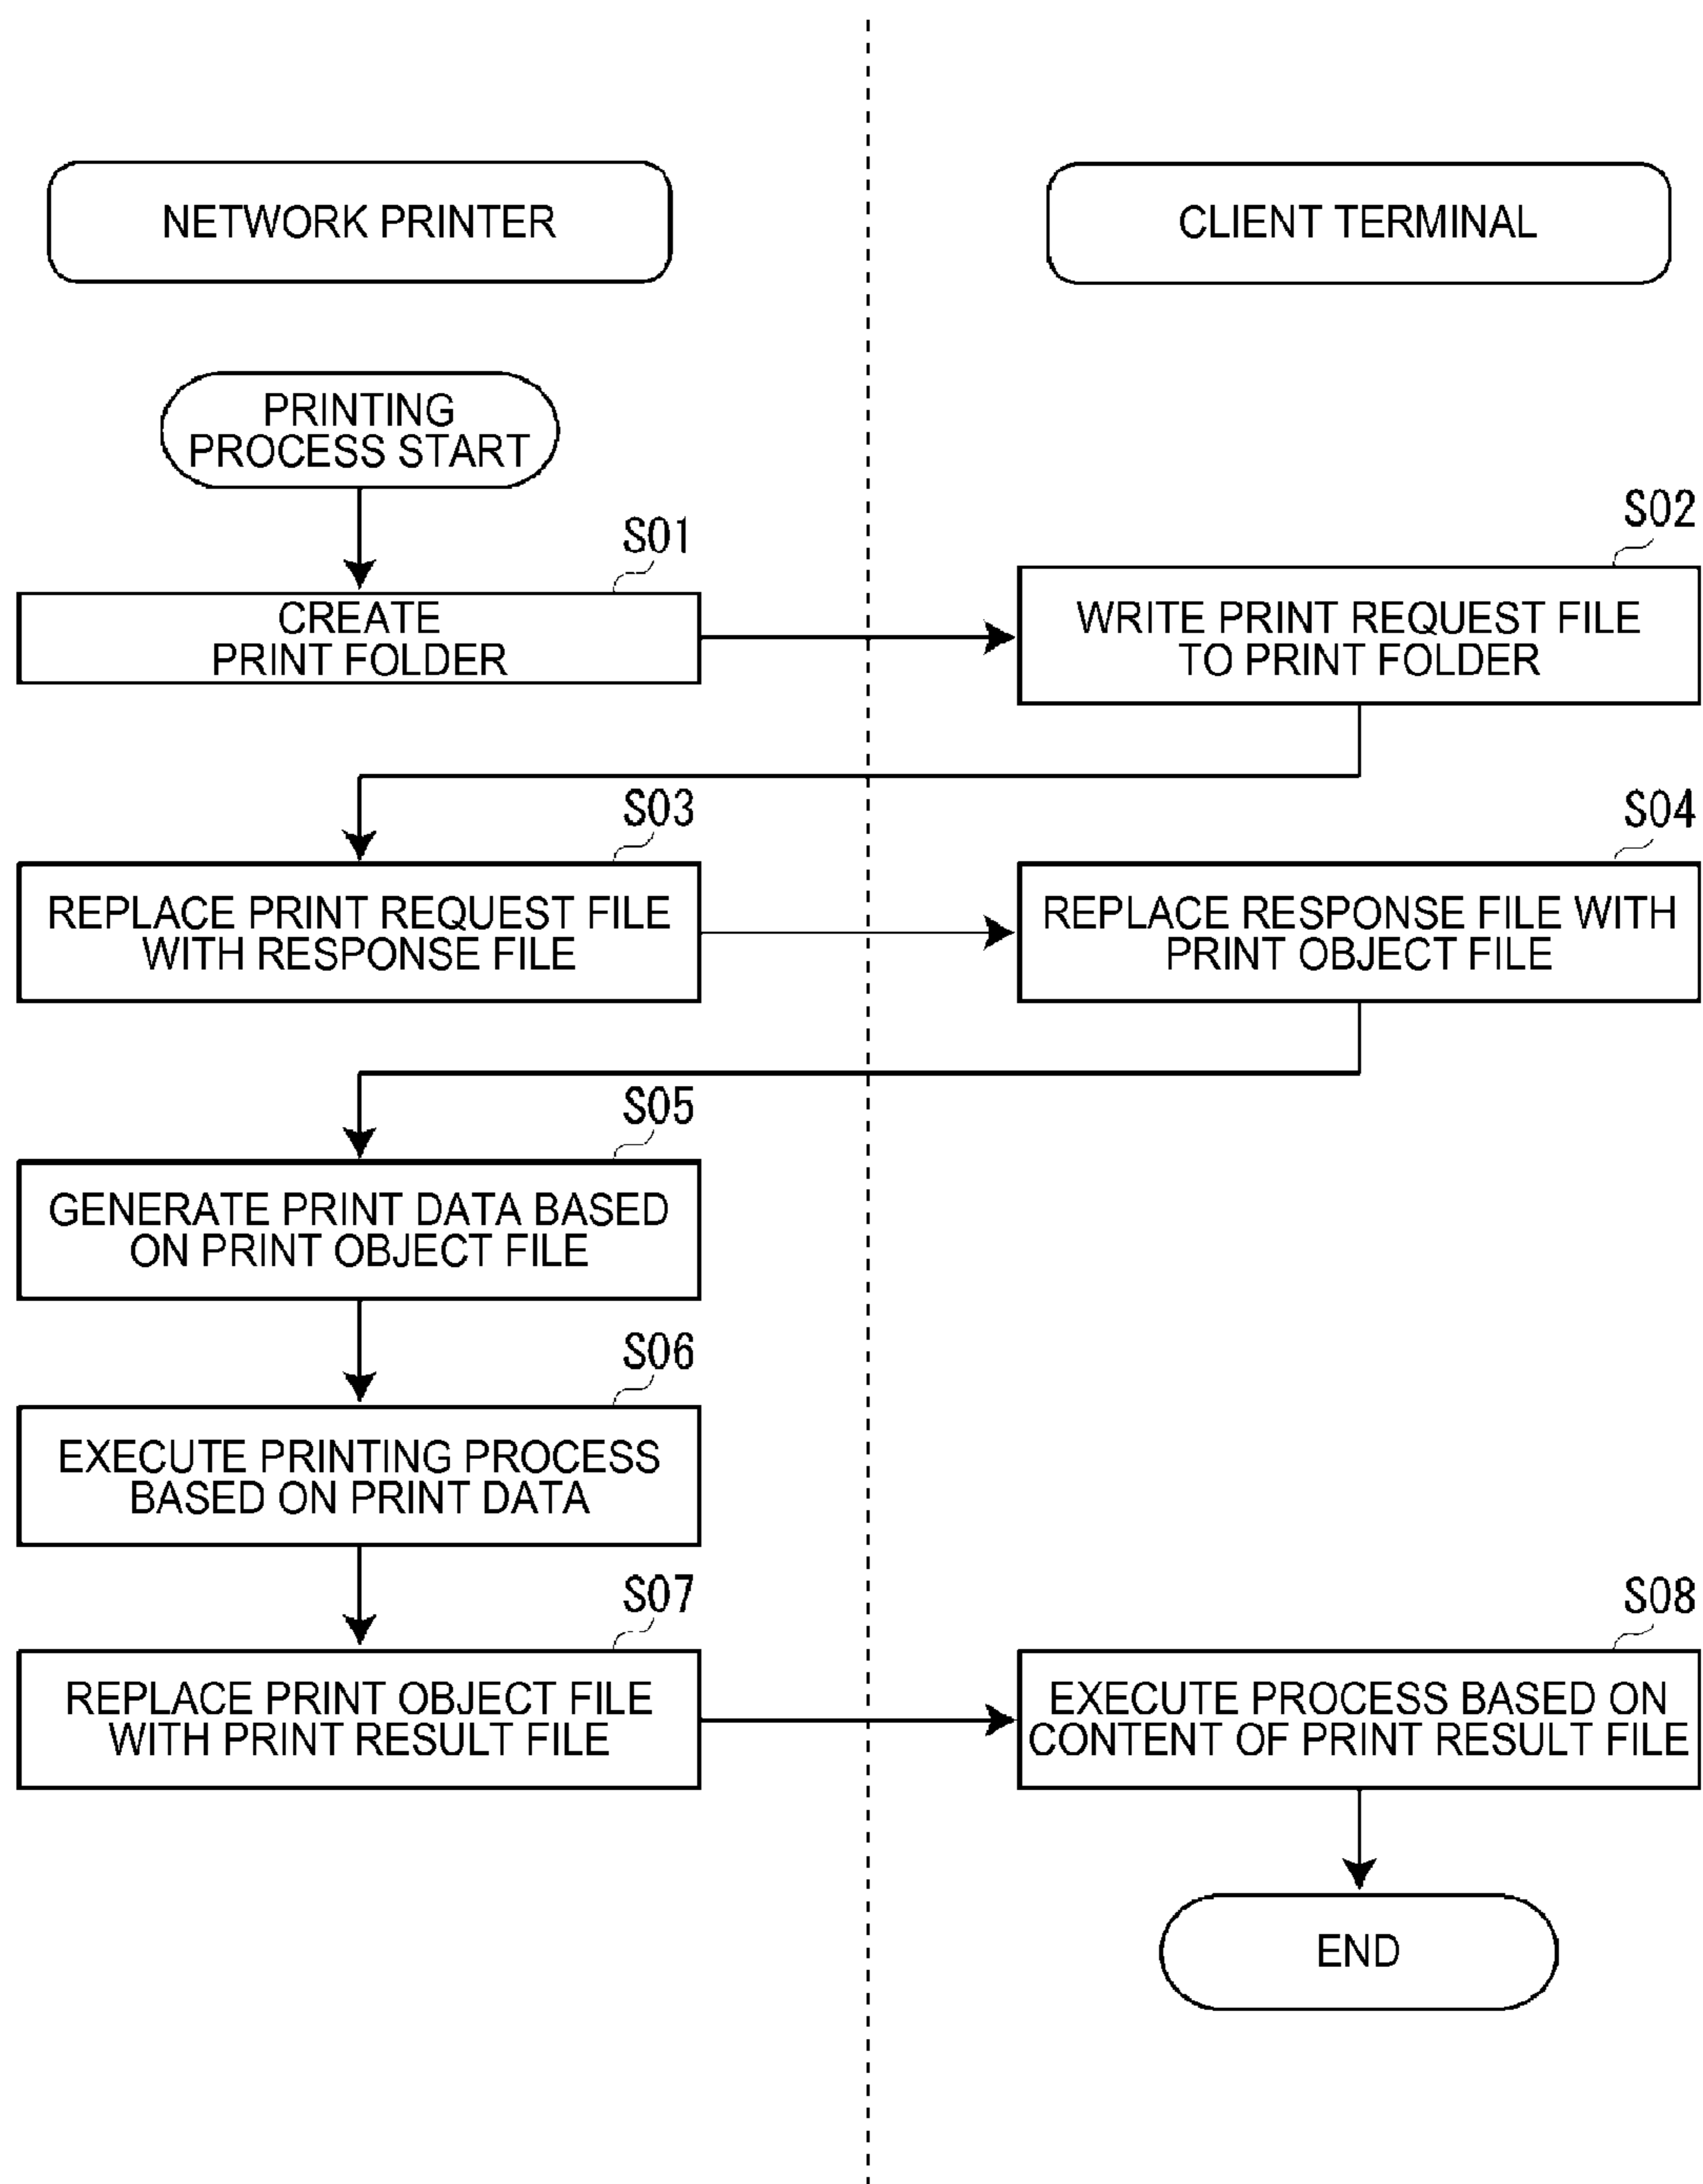 NETWORK PRINTER
CLIENT TERMINAL
PRINTING
PROCESS START
S01
CREATE
PRINT FOLDER
S02
WRITE PRINT REQUEST FILE
TO PRINT FOLDER
S03
REPLACE PRINT REQUEST FILE
WITH RESPONSE FILE
S04
REPLACE RESPONSE FILE WITH
PRINT OBJECT FILE
S05
GENERATE PRINT DATA BASED
ON PRINT OBJECT FILE
S06
EXECUTE PRINTING PROCESS
BASED ON PRINT DATA
S07
REPLACE PRINT OBJECT FILE
WITH PRINT RESULT FILE
S08
EXECUTE PROCESS BASED ON
CONTENT OF PRINT RESULT FILE
END